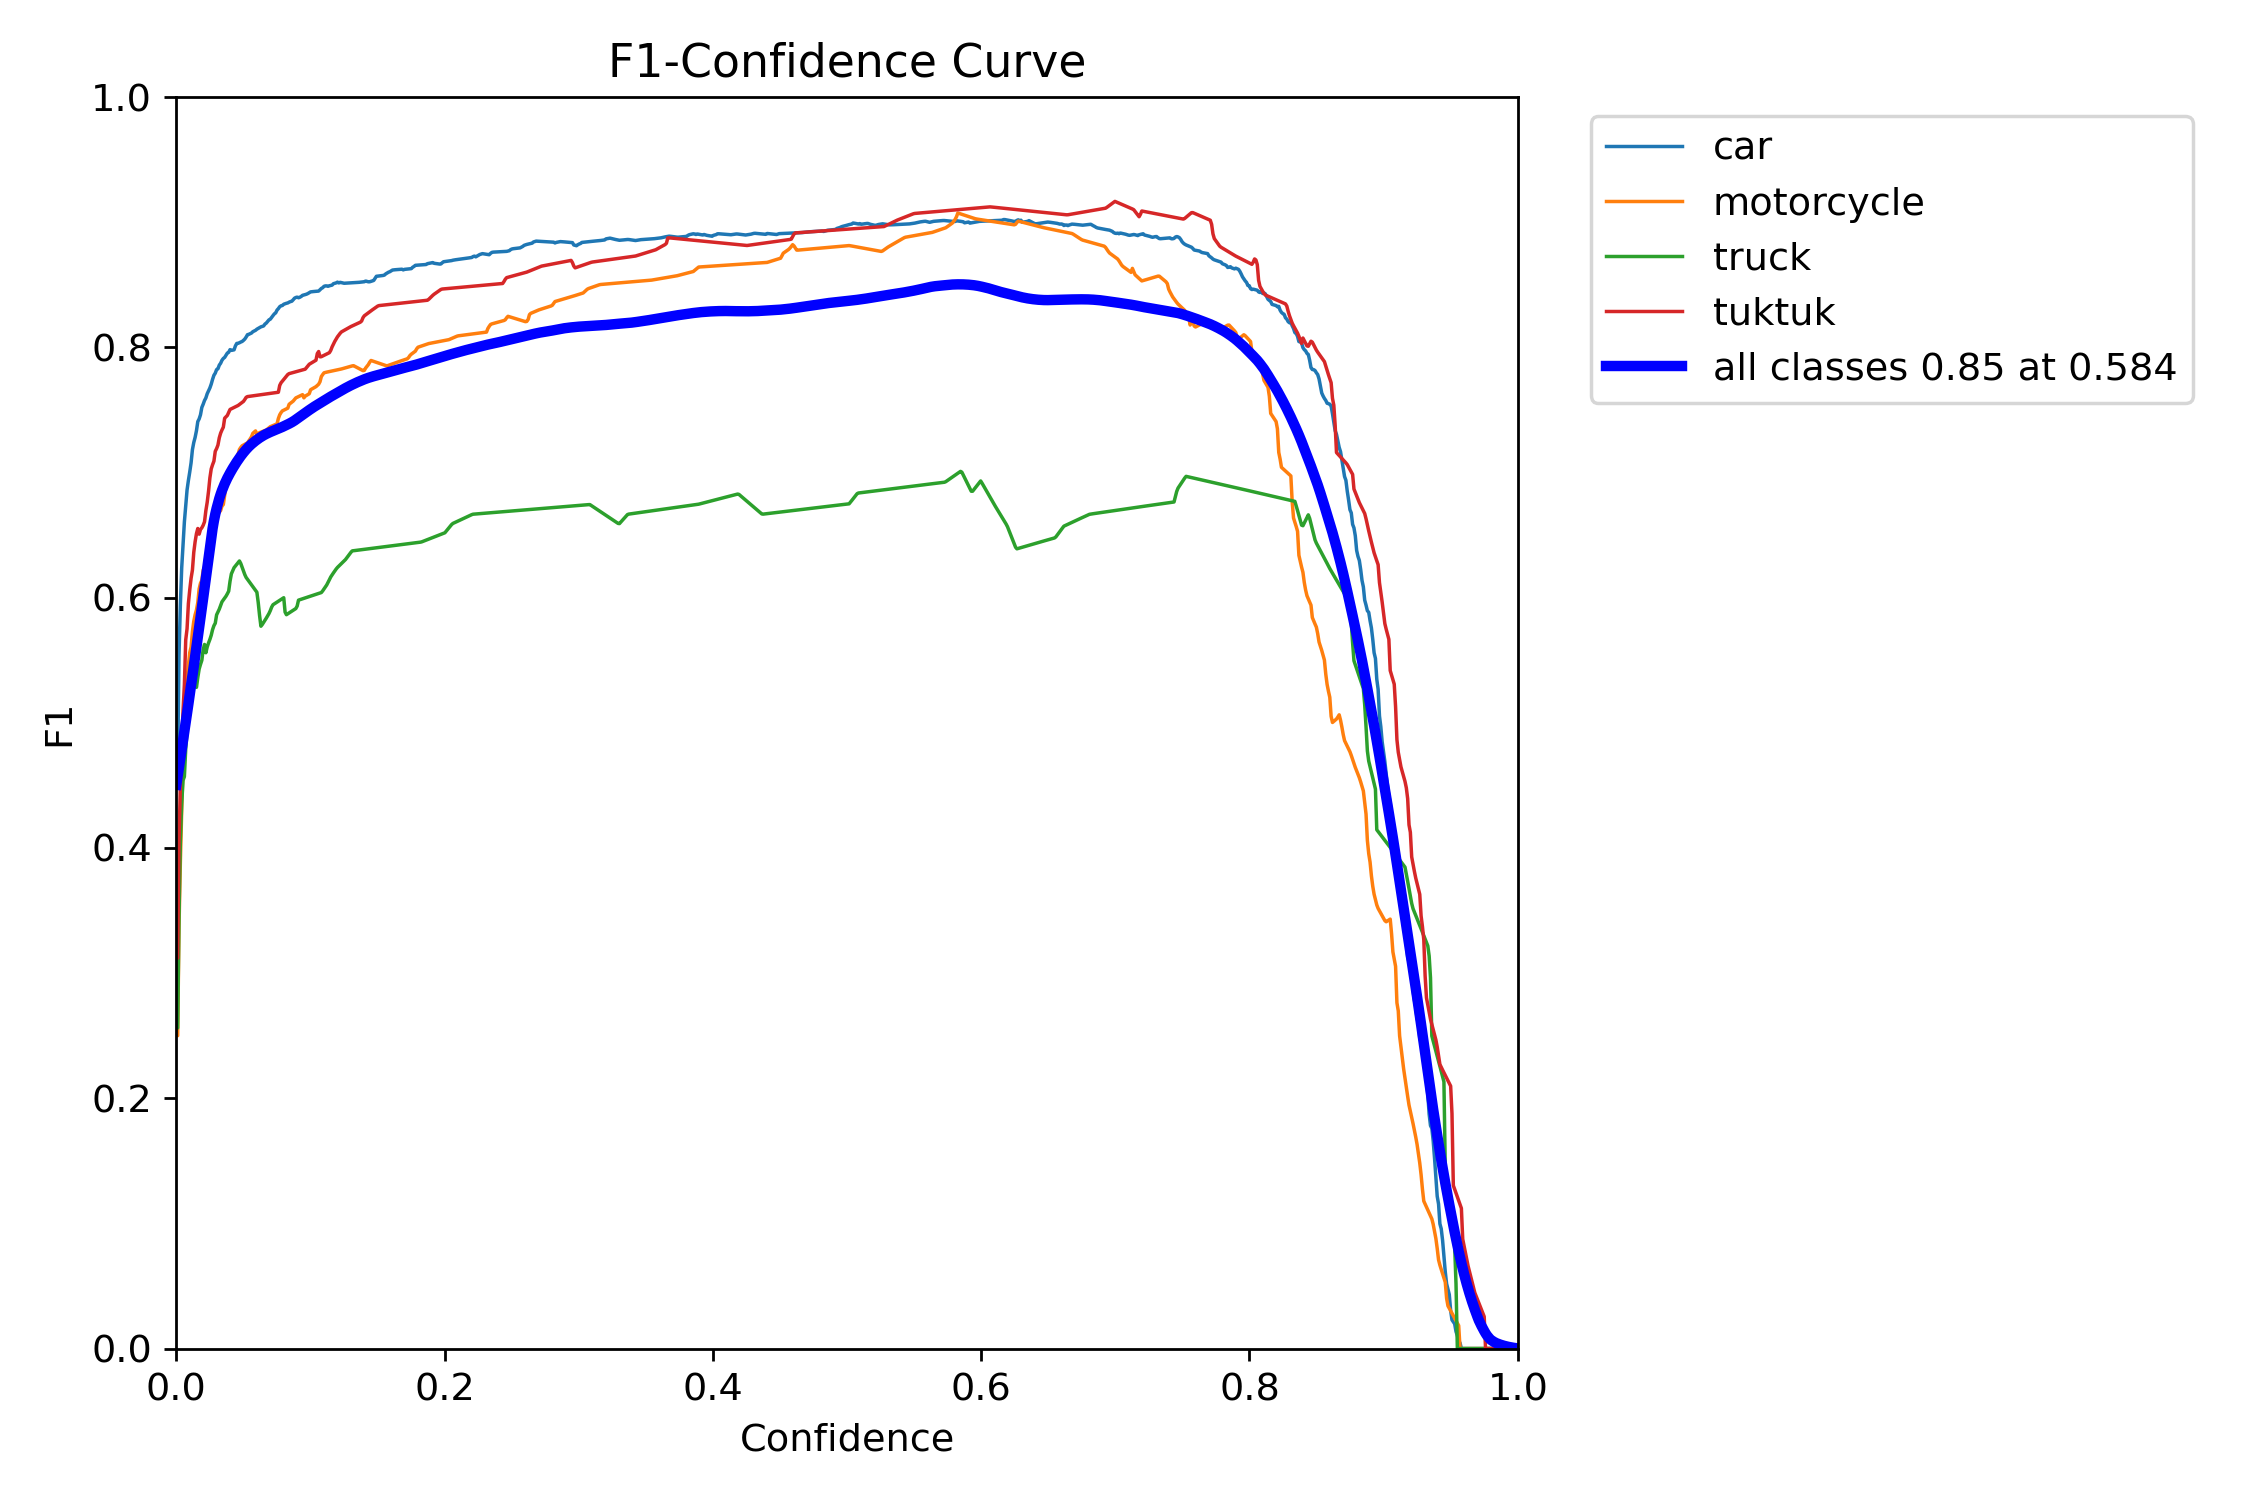 F1-Confidence Curve
1.0
0.8
0.6
0.4
0.2
0.0
F1
0.0 0.2 0.4 0.6 0.8 1.0
Confidence
car
motorcycle
truck
tuktuk
all classes 0.85 at 0.584